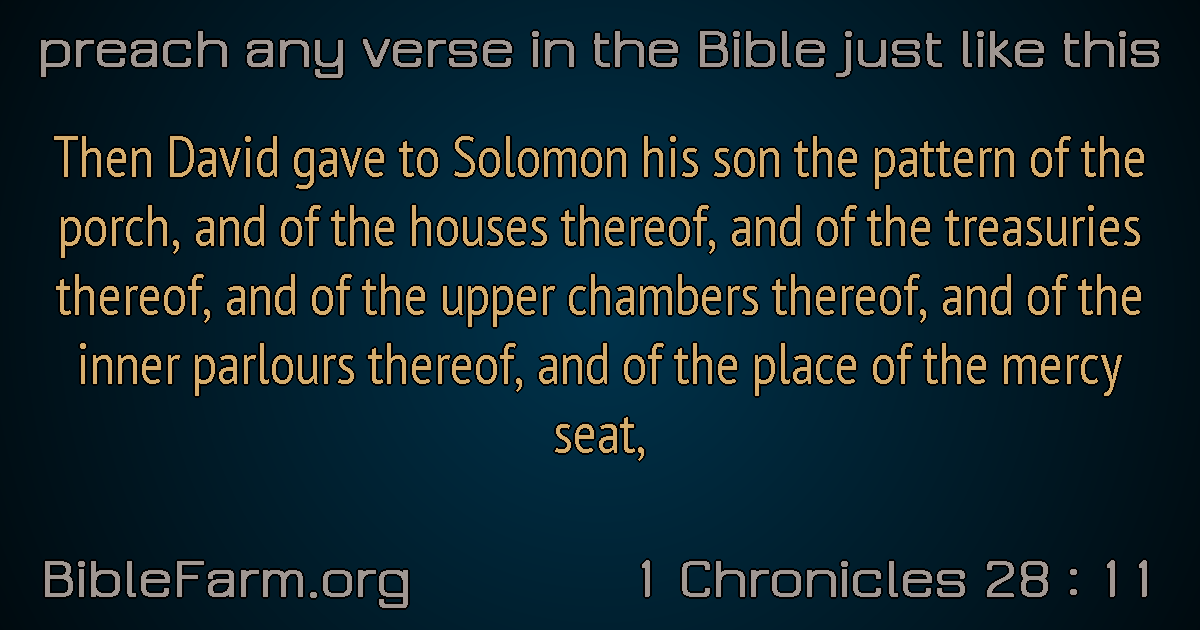 preach any verse in the Bible just like this
Then David gave to Solomon his son the pattern of the
porch, and of the houses thereof, and of the treasuries
thereof, and of the upper chambers thereof, and of the
inner parlours thereof, and of the place of the mercy
seat,
BibleFarm.org
1 Chronicles 28 : 11